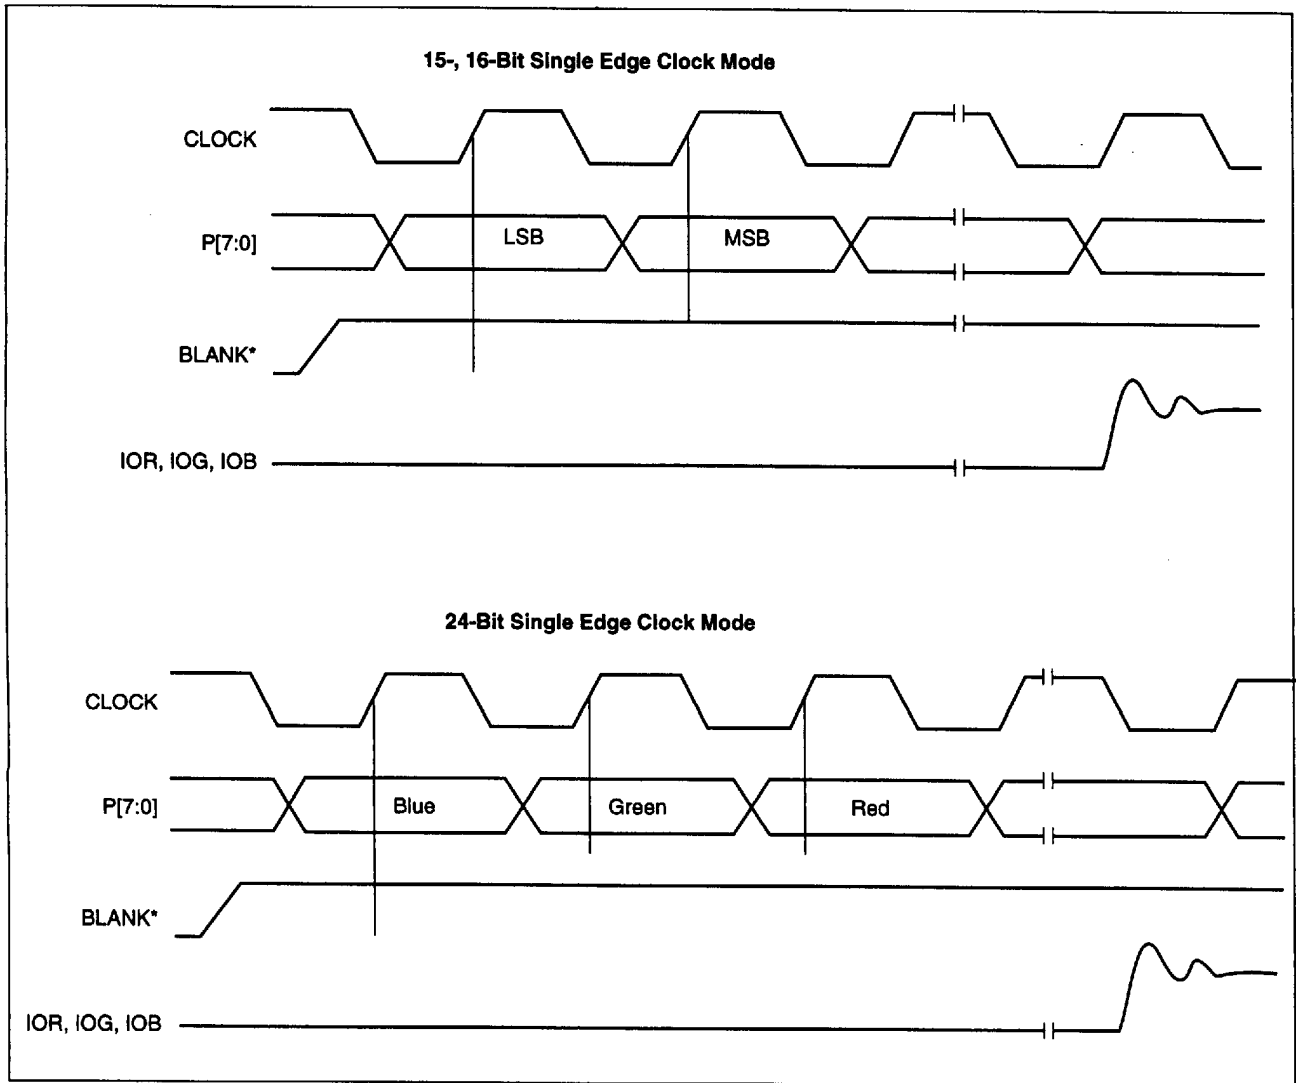 15-, 16-Bit Single Edge Clock Mode
CLOCK
P[7:0]
LSB
MSB
BLANK*
IOR, IOG, IOB
24-Bit Single Edge Clock Mode
CLOCK
P[7:0]
Blue
Green
Red
BLANK*
IOR, IOG, IOB